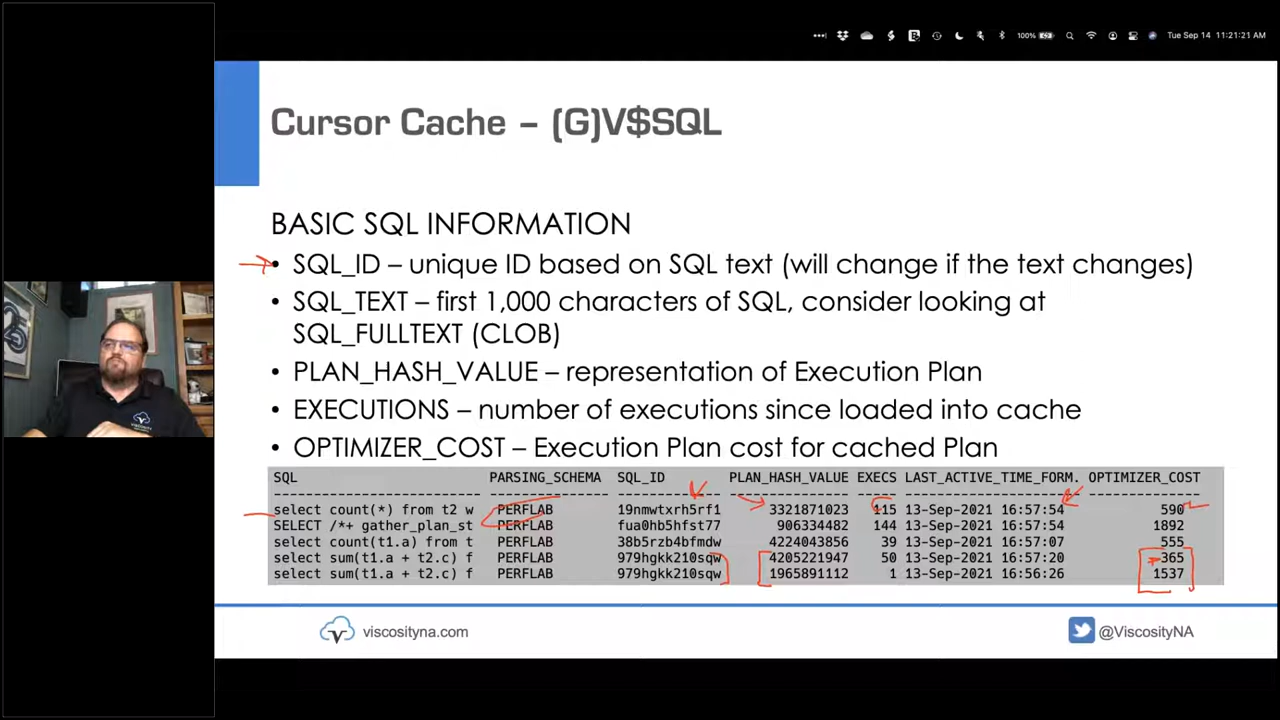 100%
Tue Sep 14 11:21:21 AM
Cursor Cache – (G)V$SQL
BASIC SQL INFORMATION
• SQL_ID – unique ID based on SQL text (will change if the text changes)
• SQL_TEXT – first 1,000 characters of SQL, consider looking at
SQL_FULLTEXT (CLOB)
• PLAN_HASH_VALUE – representation of Execution Plan
• EXECUTIONS – number of executions since loaded into cache
• OPTIMIZER_COST – Execution Plan cost for cached Plan
SQL PARSING_SCHEMA SQL_ID PLAN_HASH_VALUE EXECS LAST_ACTIVE_TIME_FORM. OPTIMIZER_COST
select count(*) from t2 w PERFLAB 19nmwtxrh5rf1 3321871023 115 13-Sep-2021 16:57:54 590
SELECT /*+ gather_plan_st PERFLAB fua0hb5hfst77 906334482 144 13-Sep-2021 16:57:54 1892
select count(t1.a) from t PERFLAB 38b5rzb4bfmdw 4224043856 39 13-Sep-2021 16:57:07 555
select sum(t1.a + t2.c) f PERFLAB 979hgkk210sqw 4205221947 50 13-Sep-2021 16:57:20 365
select sum(t1.a + t2.c) f PERFLAB 979hgkk210sqw 1965891112 1 13-Sep-2021 16:56:26 1537
viscosityna.com
@ViscosityNA
VISCOSITY